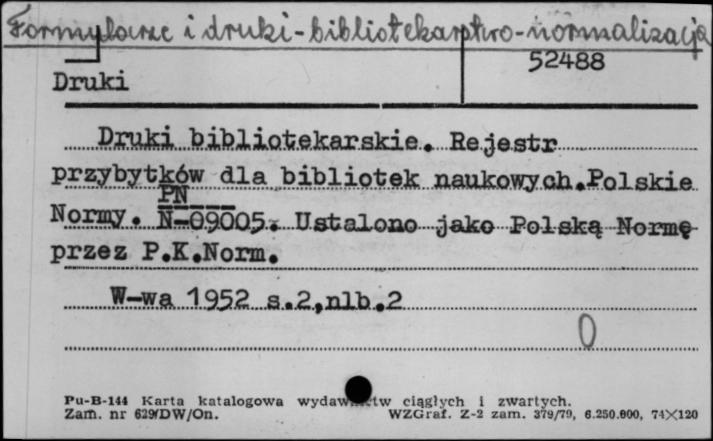 Formularze i druki-bibliotekarstwo-normalizacja
52488
Druki
Druki bibliotekarskie. Rejestr
przybytków dla bibliotek naukowych.Polskie
PN
Normy. N-09005. Ustalono jako Polską Normę
przez P.K.Norm.
W-wa 1952 s.2,nlb.2
0
Pu-B-144 Karta katalogowa wydawnictw ciągłych i zwartych.
Zam. nr 629/DW/On. WZGraf. Z-2 zam. 379/79, 6.250.000, 74×120